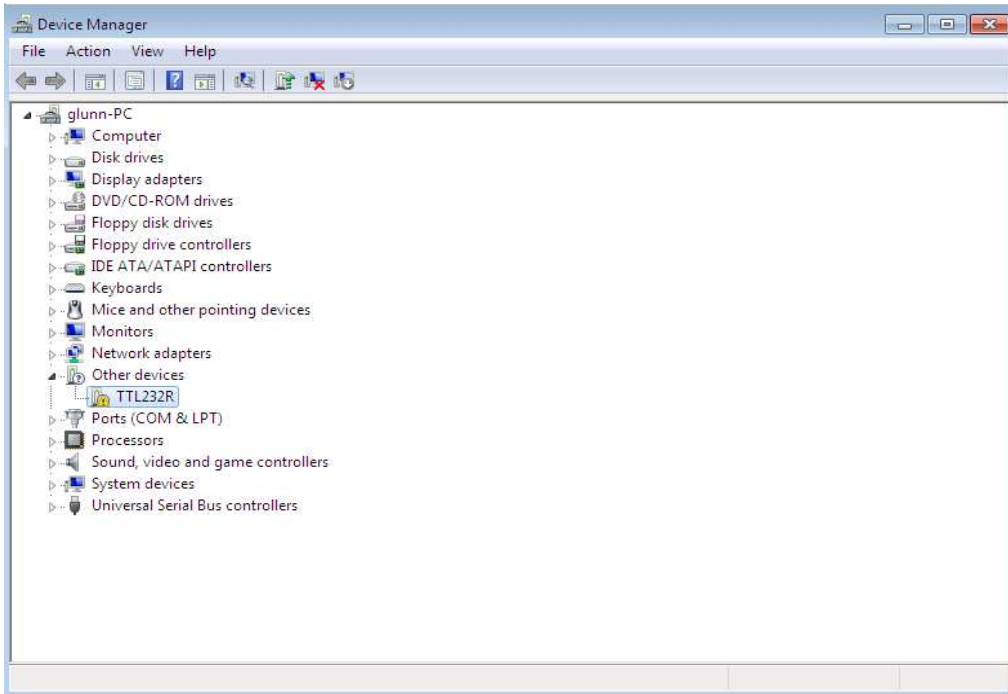 Device Manager
File Action View Help
glunn-PC
Computer
Disk drives
Display adapters
DVD/CD-ROM drives
Floppy disk drives
Floppy drive controllers
IDE ATA/ATAPI controllers
Keyboards
Mice and other pointing devices
Monitors
Network adapters
Other devices
TTL232R
Ports (COM & LPT)
Processors
Sound, video and game controllers
System devices
Universal Serial Bus controllers